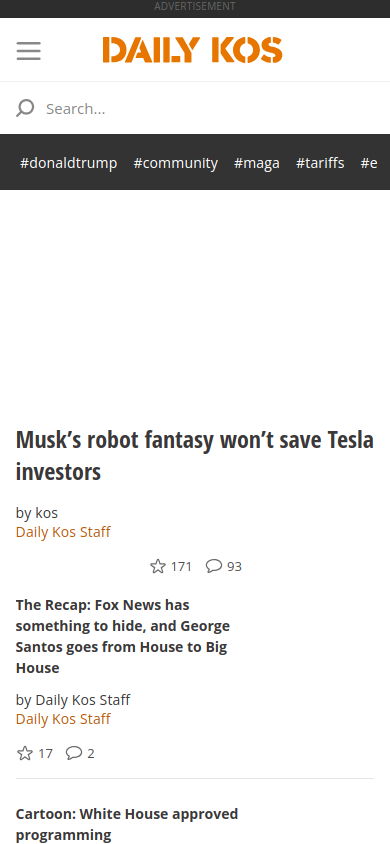 ADVERTISEMENT
DAILY KOS
Search...
#donaldtrump #community #maga #tariffs #e
Musk’s robot fantasy won’t save Tesla
investors
by kos
Daily Kos Staff
171 93
The Recap: Fox News has
something to hide, and George
Santos goes from House to Big
House
by Daily Kos Staff
Daily Kos Staff
17 2
Cartoon: White House approved
programming